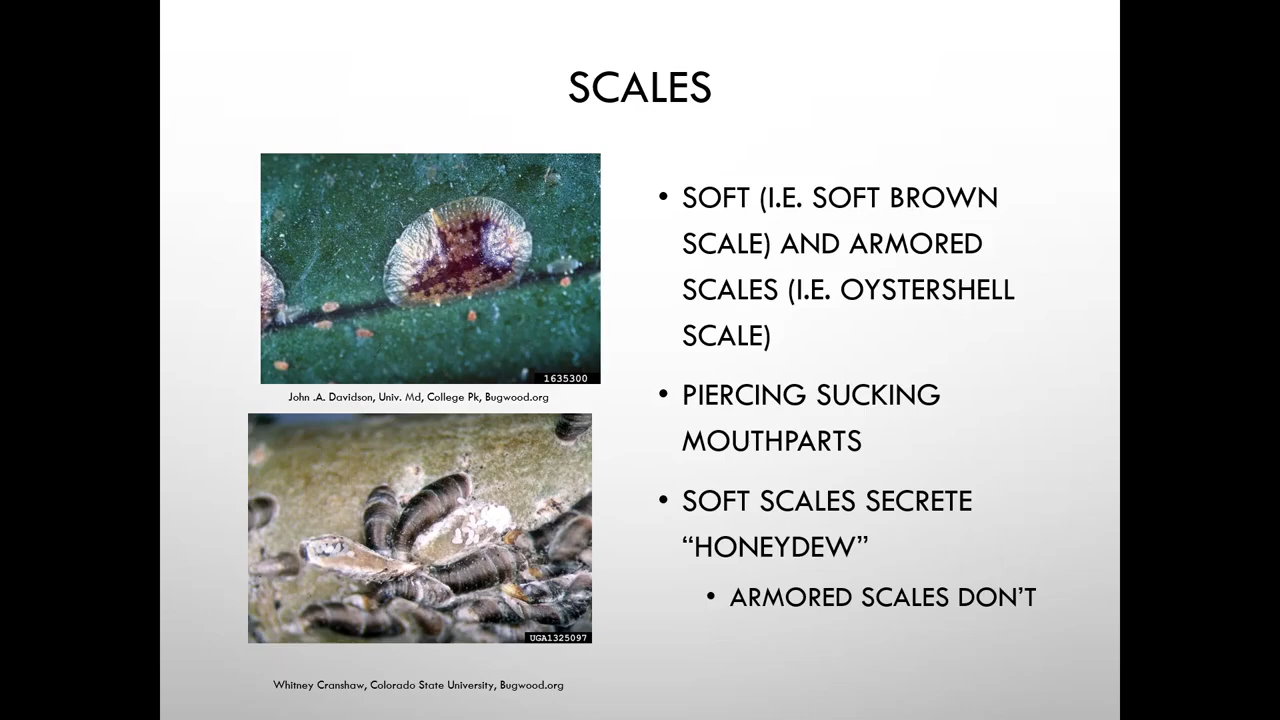 SCALES
1635300
John .A. Davidson, Univ. Md, College Pk, Bugwood.org
UGA1325097
Whitney Cranshaw, Colorado State University, Bugwood.org
• SOFT (I.E. SOFT BROWN
SCALE) AND ARMORED
SCALES (I.E. OYSTERSHELL
SCALE)
• PIERCING SUCKING
MOUTHPARTS
• SOFT SCALES SECRETE
“HONEYDEW”
• ARMORED SCALES DON’T